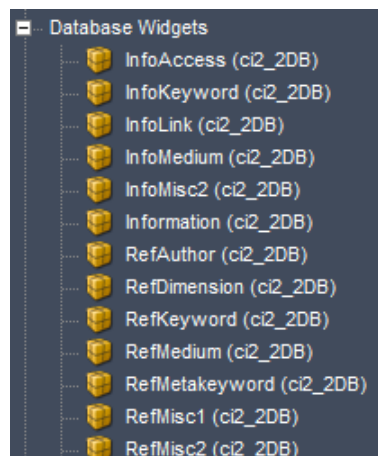 Database Widgets
InfoAccess (ci2_2DB)
InfoKeyword (ci2_2DB)
InfoLink (ci2_2DB)
InfoMedium (ci2_2DB)
InfoMisc2 (ci2_2DB)
Information (ci2_2DB)
RefAuthor (ci2_2DB)
RefDimension (ci2_2DB)
RefKeyword (ci2_2DB)
RefMedium (ci2_2DB)
RefMetakeyword (ci2_2DB)
RefMisc1 (ci2_2DB)
RefMisc2 (ci2_2DB)